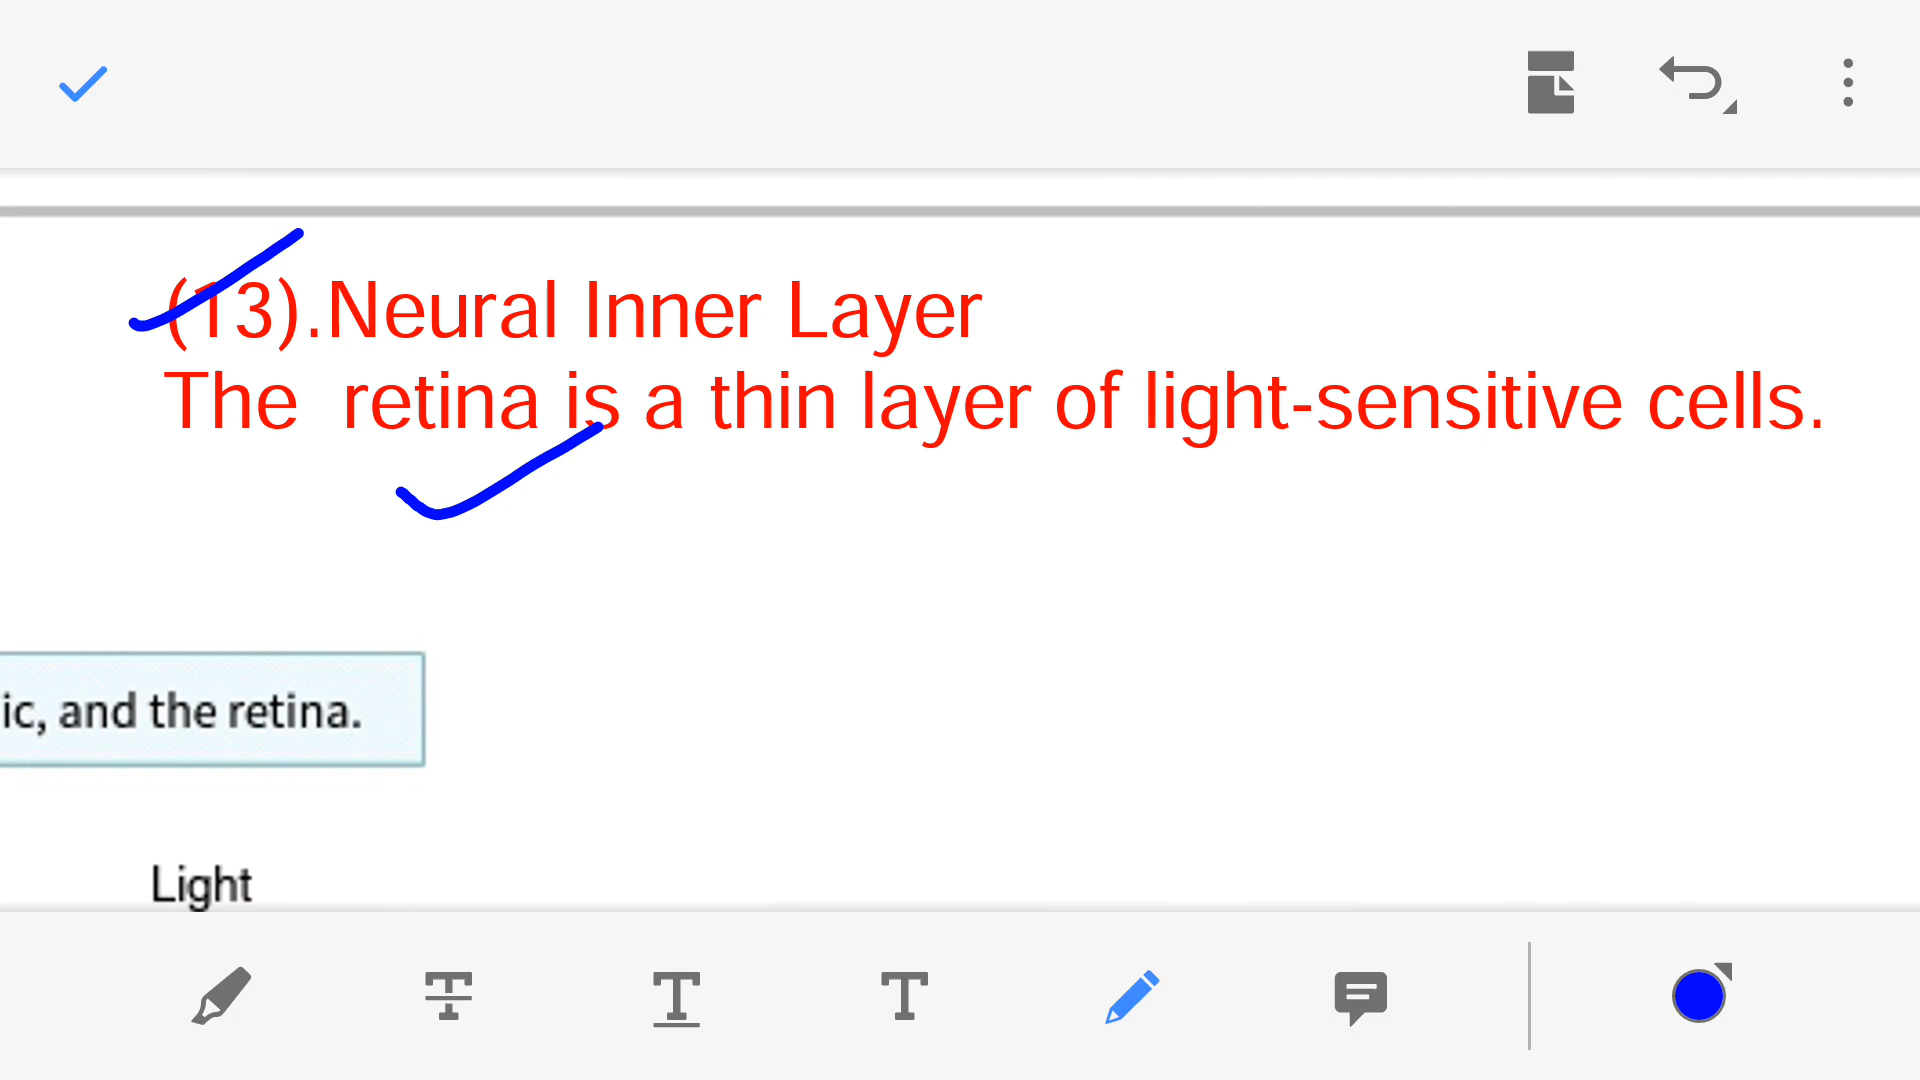 (13).Neural Inner Layer
The retina is a thin layer of light-sensitive cells.
ic, and the retina.
Light